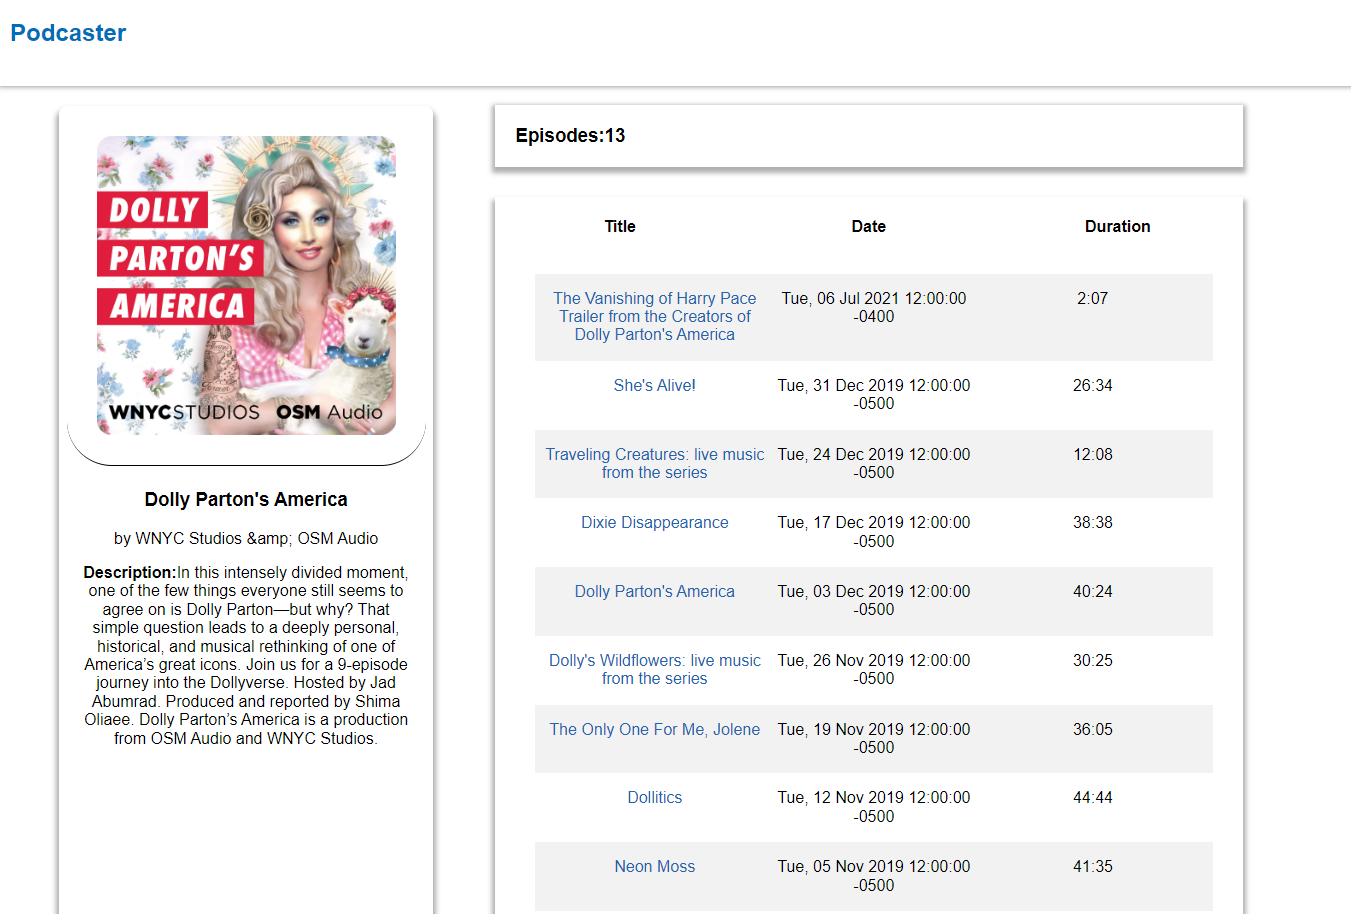 Podcaster
DOLLY
PARTON'S
AMERICA
WNYCSTUDIOS OSM Audio
Dolly Parton's America
by WNYC Studios &amp; OSM Audio
Description:In this intensely divided moment,
one of the few things everyone still seems to
agree on is Dolly Parton—but why? That
simple question leads to a deeply personal,
historical, and musical rethinking of one of
America’s great icons. Join us for a 9-episode
journey into the Dollyverse. Hosted by Jad
Abumrad. Produced and reported by Shima
Oliaee. Dolly Parton’s America is a production
from OSM Audio and WNYC Studios.
Episodes:13
Title Date Duration
The Vanishing of Harry Pace Tue, 06 Jul 2021 12:00:00 2:07
Trailer from the Creators of -0400
Dolly Parton's America
She's Alive! Tue, 31 Dec 2019 12:00:00 26:34
-0500
Traveling Creatures: live music Tue, 24 Dec 2019 12:00:00 12:08
from the series -0500
Dixie Disappearance Tue, 17 Dec 2019 12:00:00 38:38
-0500
Dolly Parton's America Tue, 03 Dec 2019 12:00:00 40:24
-0500
Dolly's Wildflowers: live music Tue, 26 Nov 2019 12:00:00 30:25
from the series -0500
The Only One For Me, Jolene Tue, 19 Nov 2019 12:00:00 36:05
-0500
Dollitics Tue, 12 Nov 2019 12:00:00 44:44
-0500
Neon Moss Tue, 05 Nov 2019 12:00:00 41:35
-0500